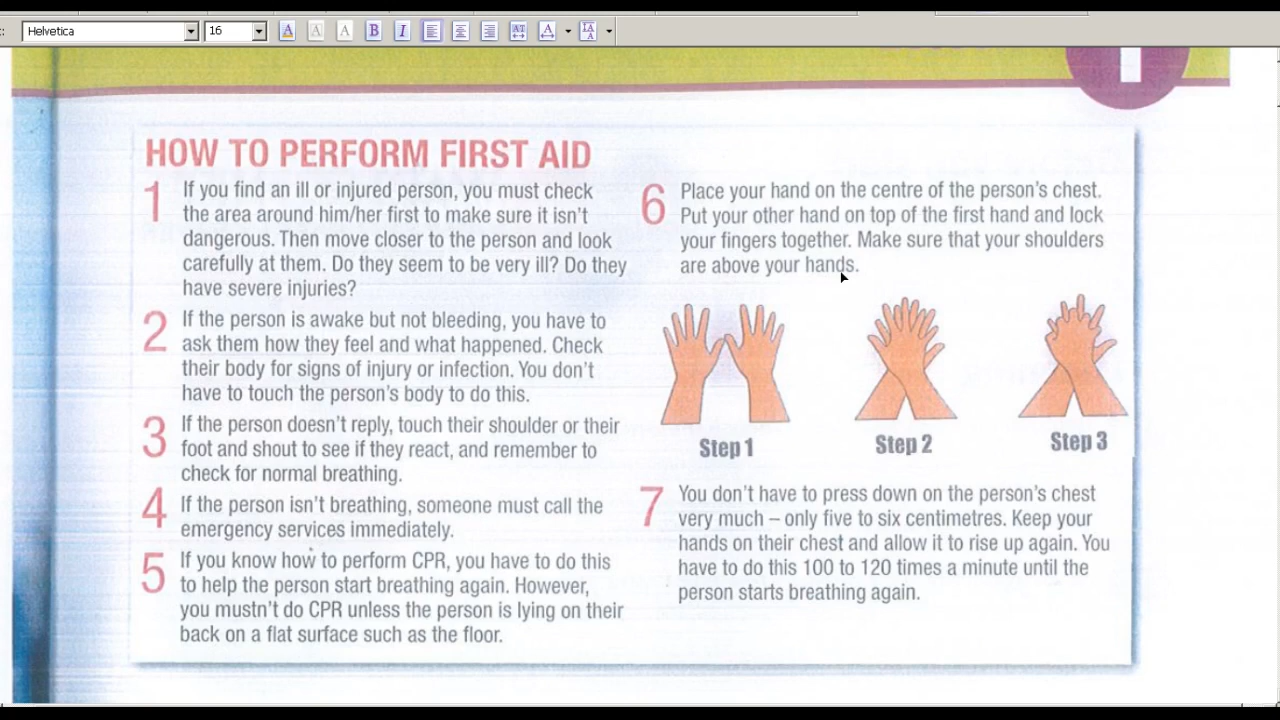 Helvetica
16
HOW TO PERFORM FIRST AID
1
If you find an ill or injured person, you must check
the area around him/her first to make sure it isn't
dangerous. Then move closer to the person and look
carefully at them. Do they seem to be very ill? Do they
have severe injuries?
2
If the person is awake but not bleeding, you have to
ask them how they feel and what happened. Check
their body for signs of injury or infection. You don't
have to touch the person's body to do this.
3
If the person doesn't reply, touch their shoulder or their
foot and shout to see if they react, and remember to
check for normal breathing.
4
If the person isn't breathing, someone must call the
emergency services immediately.
5
If you know how to perform CPR, you have to do this
to help the person start breathing again. However,
you mustn't do CPR unless the person is lying on their
back on a flat surface such as the floor.
6
Place your hand on the centre of the person's chest.
Put your other hand on top of the first hand and lock
your fingers together. Make sure that your shoulders
are above your hands.
Step 1
Step 2
Step 3
7
You don't have to press down on the person's chest
very much – only five to six centimetres. Keep your
hands on their chest and allow it to rise up again. You
have to do this 100 to 120 times a minute until the
person starts breathing again.